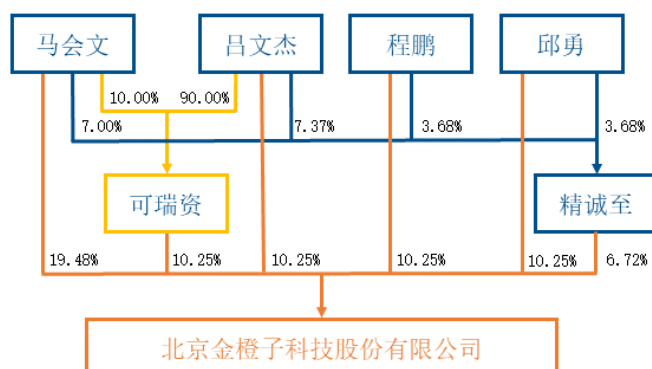 马会文 吕文杰 程鹏 邱勇
10.00% 90.00%
7.00% 7.37% 3.68% 3.68%
可瑞资 精诚至
19.48% 10.25% 10.25% 10.25% 10.25% 6.72%
北京金橙子科技股份有限公司